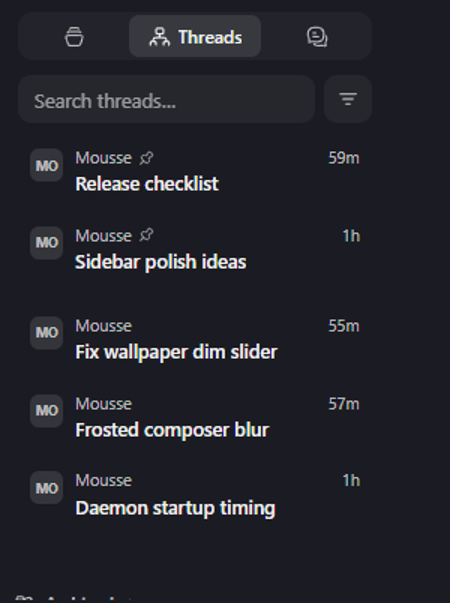 Threads
Search threads...
MO
Mousse
59m
Release checklist
MO
Mousse
1h
Sidebar polish ideas
MO
Mousse
55m
Fix wallpaper dim slider
MO
Mousse
57m
Frosted composer blur
MO
Mousse
1h
Daemon startup timing